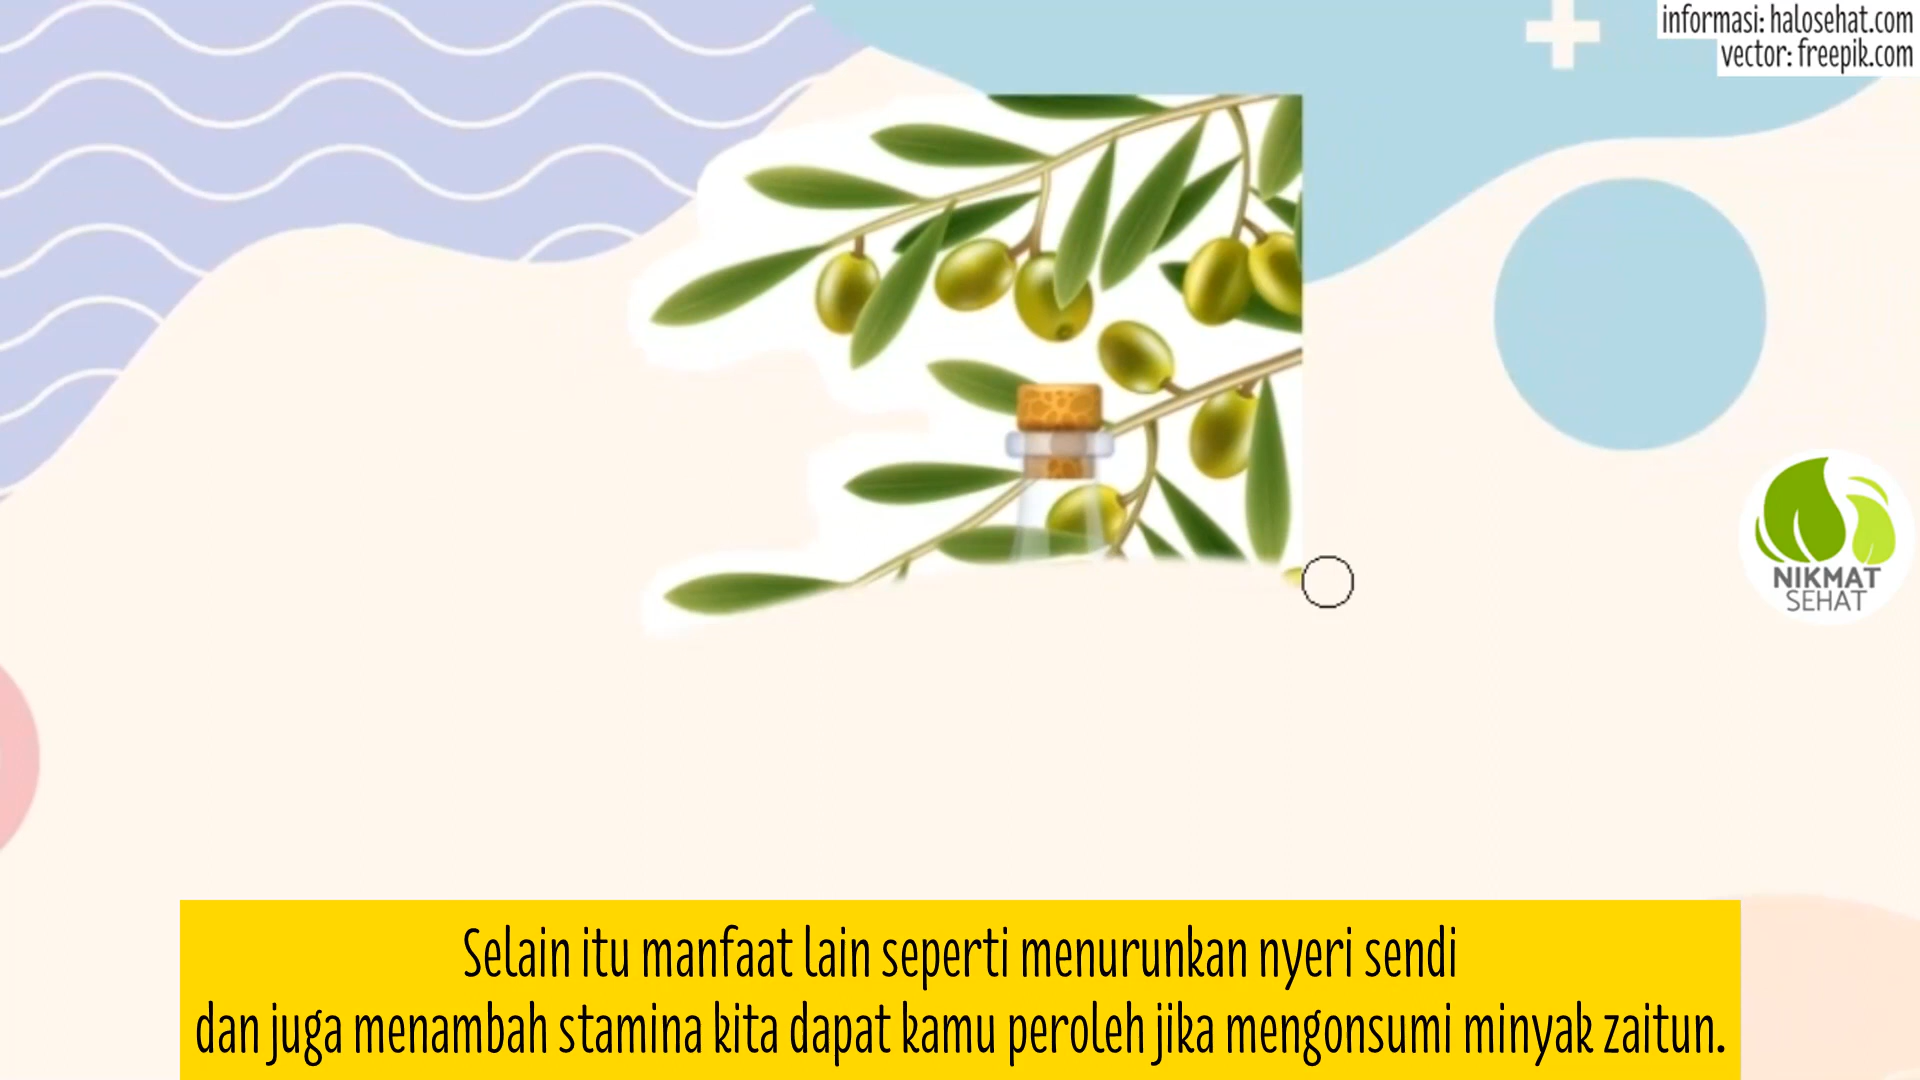 informasi: halosehat.com
vector: freepik.com
NIKMAT
SEHAT
Selain itu manfaat lain seperti menurunkan nyeri sendi
dan juga menambah stamina kita dapat kamu peroleh jika mengonsumi minyak zaitun.